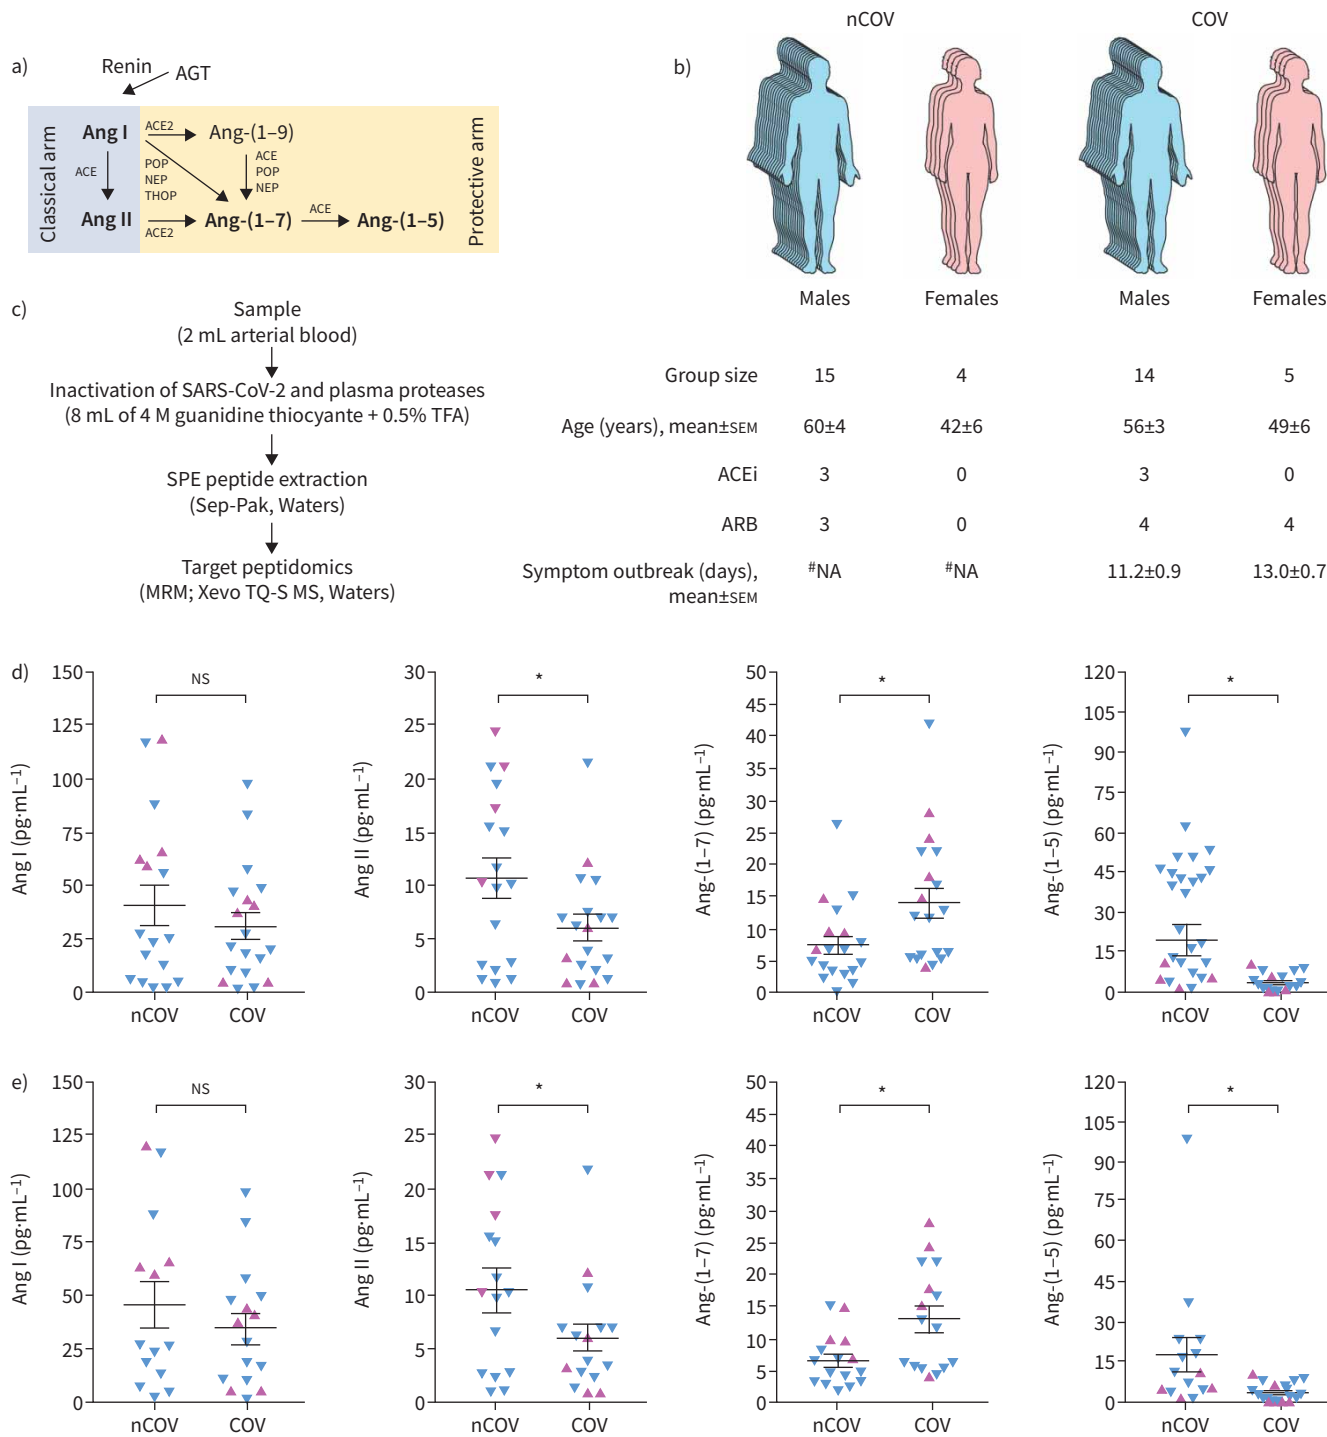 nCOV
COV
a)
Renin
AGT
Classical arm
Ang I
ACE2
Ang-(1–9)
ACE
POP
NEP
THOP
ACE
POP
NEP
Ang II
ACE2
Ang-(1–7)
ACE
Ang-(1–5)
Protective arm
b)
Males
Females
Males
Females
Group size 15 4 14 5
Age (years), mean±SEM 60±4 42±6 56±3 49±6
ACEi 3 0 3 0
ARB 3 0 4 4
Symptom outbreak (days), #NA #NA 11.2±0.9 13.0±0.7
mean±SEM
c)
Sample
(2 mL arterial blood)
Inactivation of SARS-CoV-2 and plasma proteases
(8 mL of 4 M guanidine thiocyante + 0.5% TFA)
SPE peptide extraction
(Sep-Pak, Waters)
Target peptidomics
(MRM; Xevo TQ-S MS, Waters)
d)
Ang I (pg·mL−1)
150
125
100
75
50
25
0
NS
nCOV
COV
Ang II (pg·mL−1)
30
25
20
15
10
5
0
*
nCOV
COV
Ang-(1–7) (pg·mL−1)
50
45
40
35
30
25
20
15
10
5
0
*
nCOV
COV
Ang-(1–5) (pg·mL−1)
120
105
90
75
60
45
30
15
0
*
nCOV
COV
e)
Ang I (pg·mL−1)
150
125
100
75
50
25
0
NS
nCOV
COV
Ang II (pg·mL−1)
30
25
20
15
10
5
0
*
nCOV
COV
Ang-(1–7) (pg·mL−1)
50
45
40
35
30
25
20
15
10
5
0
*
nCOV
COV
Ang-(1–5) (pg·mL−1)
120
105
90
75
60
45
30
15
0
*
nCOV
COV